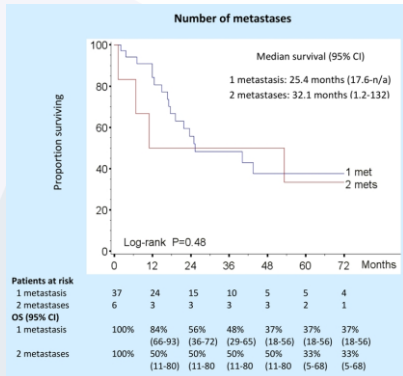 Number of metastases
Median survival (95% CI)
1 metastasis: 25.4 months (17.6-n/a)
2 metastases: 32.1 months (1.2-132)
Proportion surviving
100
80
60
40
20
0
1 met
2 mets
Log-rank P=0.48
0 12 24 36 48 60 72 Months
Patients at risk
1 metastasis 37 24 15 10 5 5 4
2 metastases 6 3 3 3 3 2 1
OS (95% CI)
1 metastasis 100% 84% 56% 48% 37% 37% 37%
(66-93) (36-72) (29-65) (18-56) (18-56) (18-56)
2 metastases 100% 50% 50% 50% 50% 33% 33%
(11-80) (11-80 (11-80 (11-80) (5-68) (5-68)